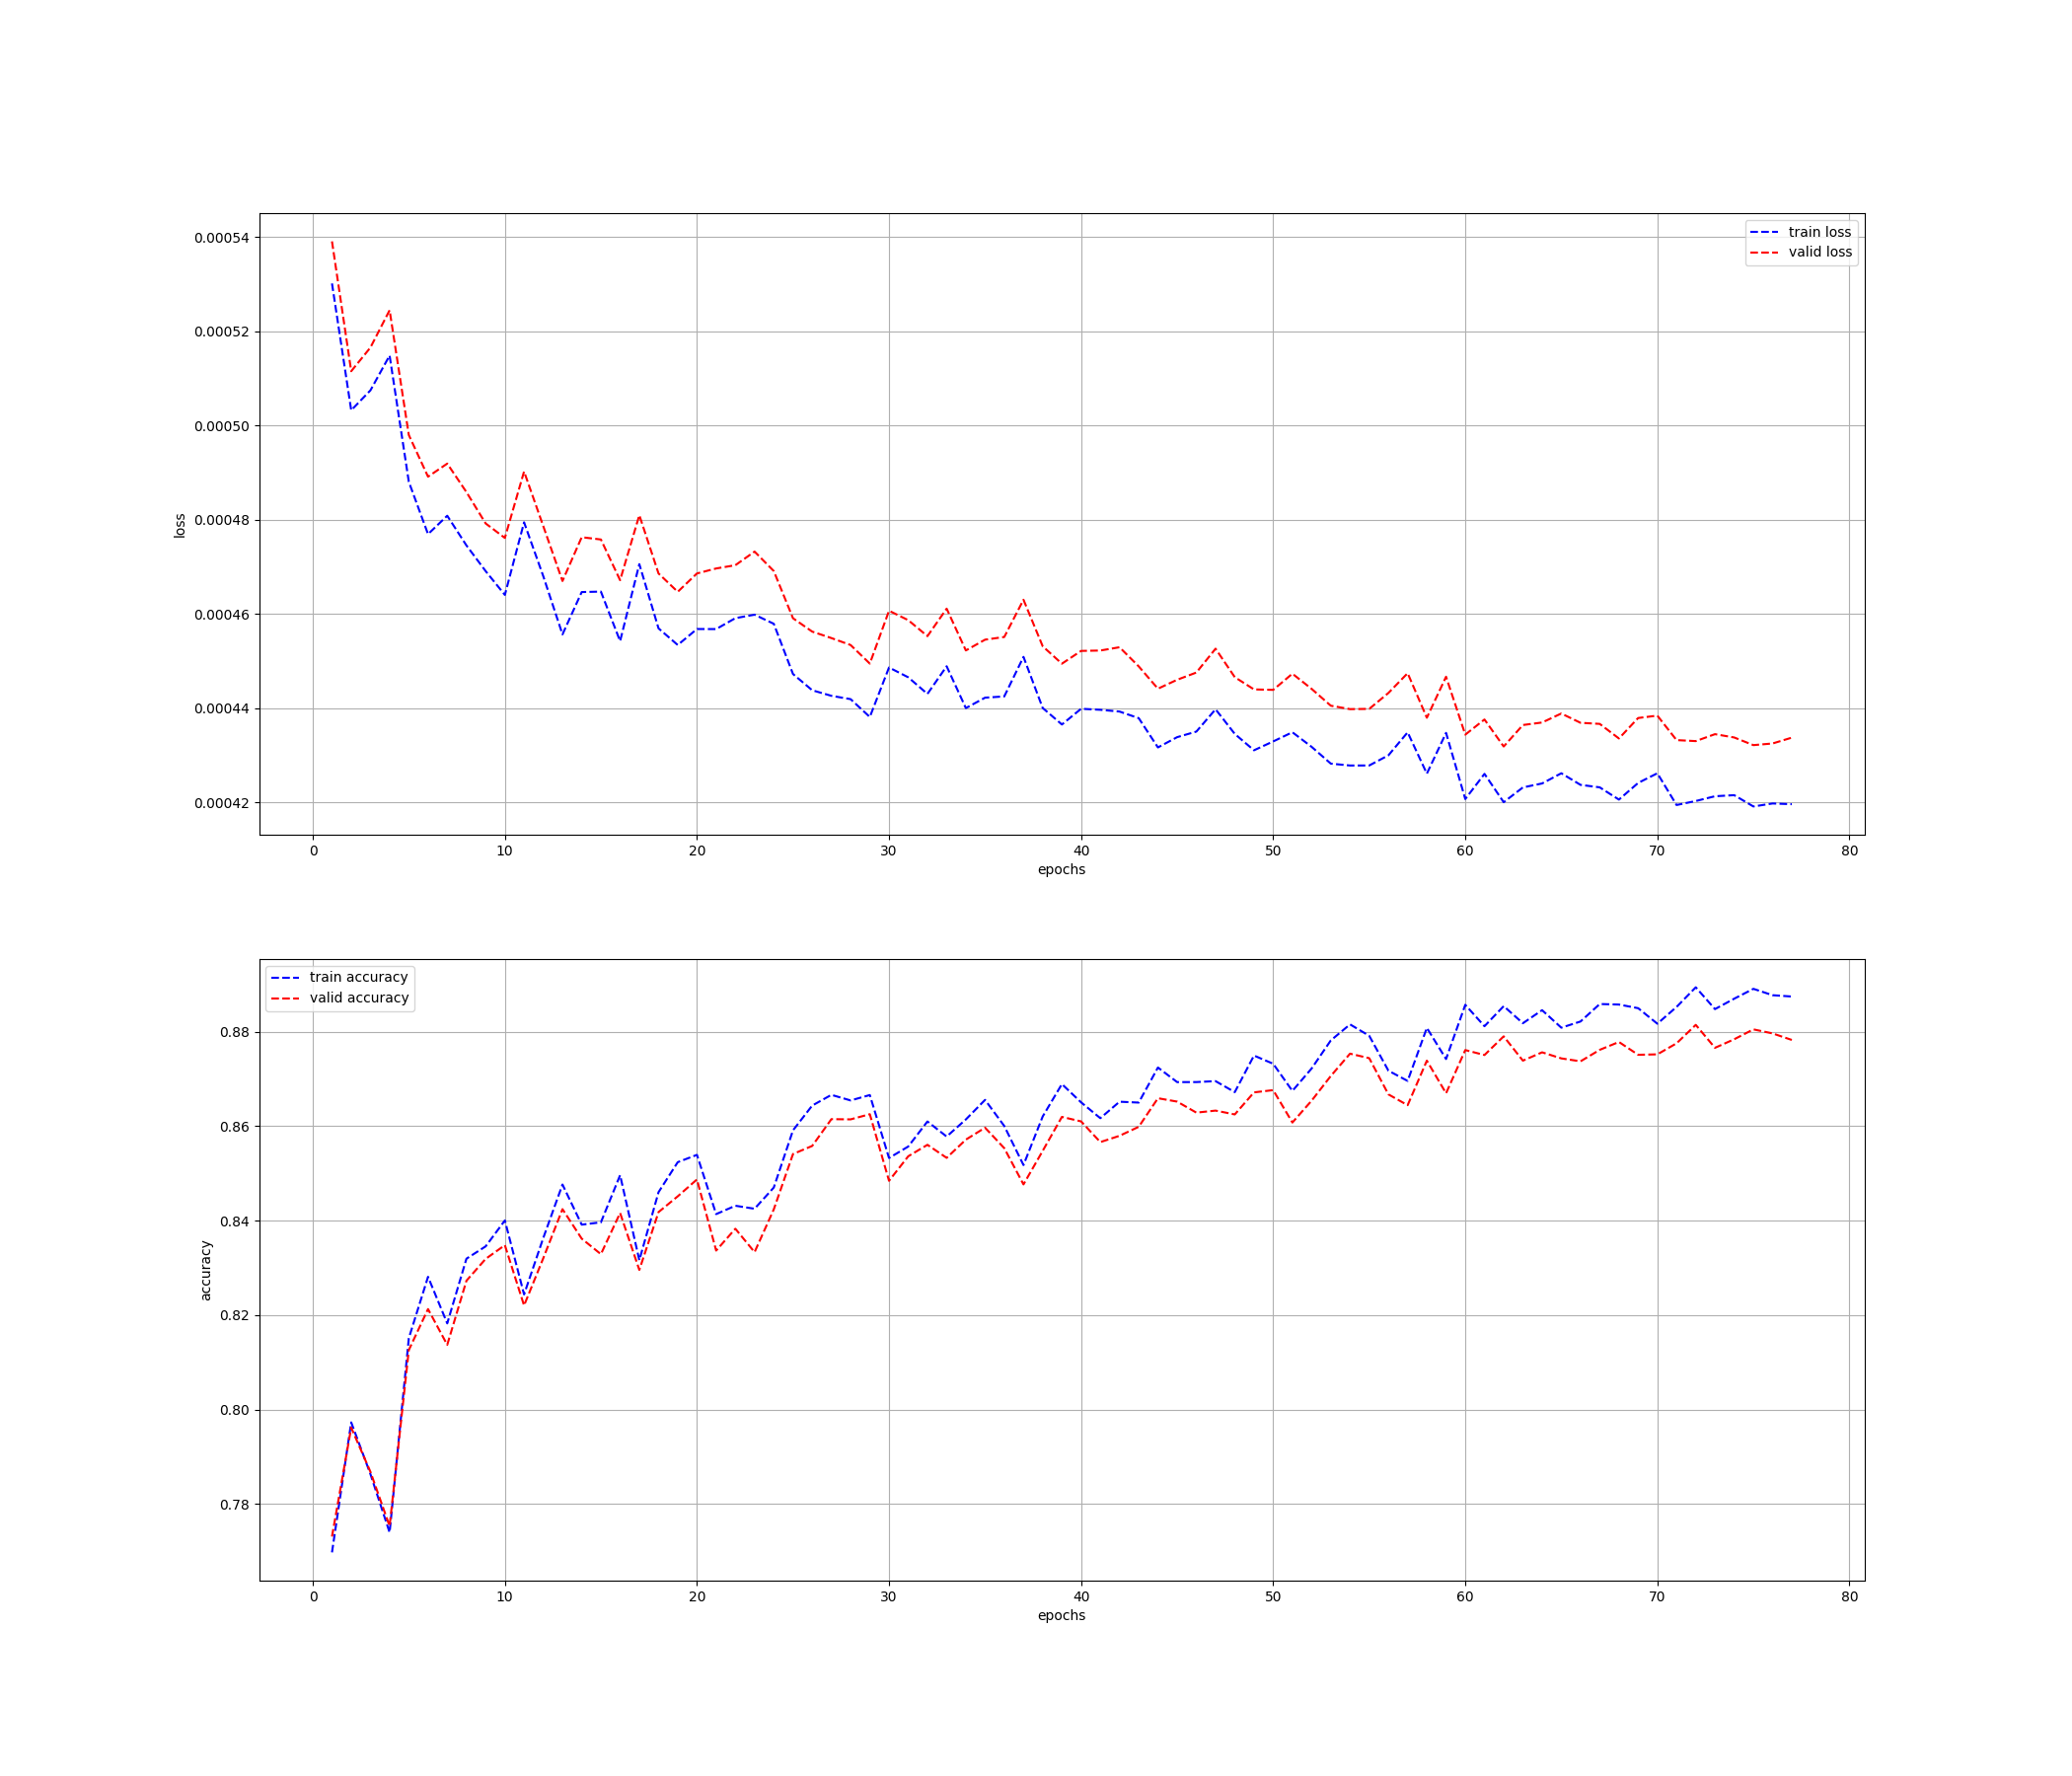 0.00054
0.00052
0.00050
0.00048
0.00046
0.00044
0.00042
loss
train loss
valid loss
0 10 20 30 40 50 60 70 80
epochs
train accuracy
valid accuracy
0.88
0.86
0.84
0.82
0.80
0.78
accuracy
0 10 20 30 40 50 60 70 80
epochs